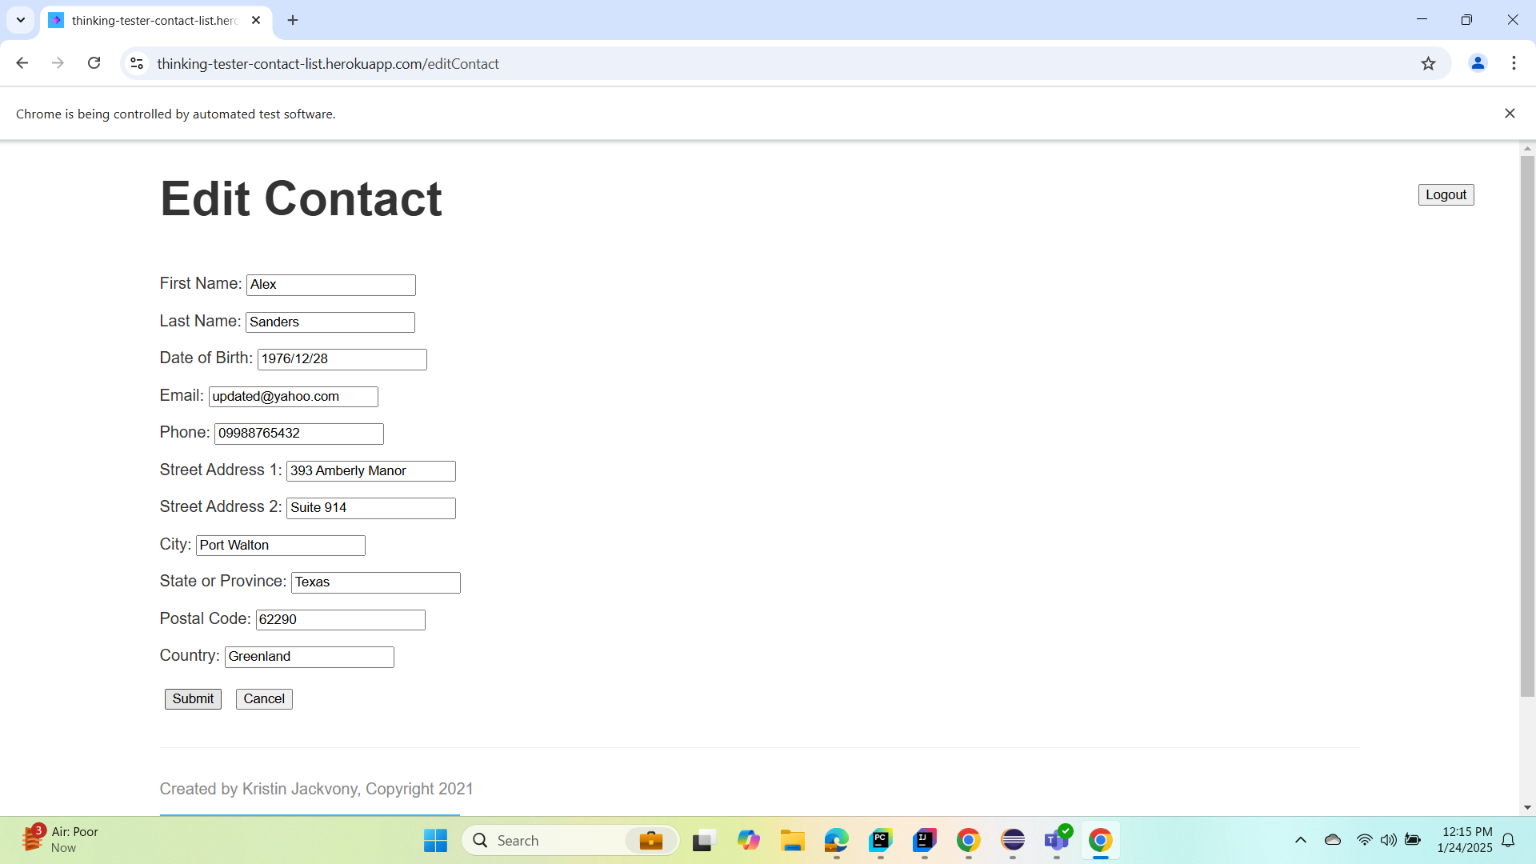 thinking-tester-contact-list.herc
thinking-tester-contact-list.herokuapp.com/editContact
Chrome is being controlled by automated test software.
Edit Contact
Logout
First Name: Alex
Last Name: Sanders
Date of Birth: 1976/12/28
Email: updated@yahoo.com
Phone: 09988765432
Street Address 1: 393 Amberly Manor
Street Address 2: Suite 914
City: Port Walton
State or Province: Texas
Postal Code: 62290
Country: Greenland
Submit Cancel
Created by Kristin Jackvony, Copyright 2021
3 Air: Poor
Now
Search
PC
IJ
12:15 PM
1/24/2025